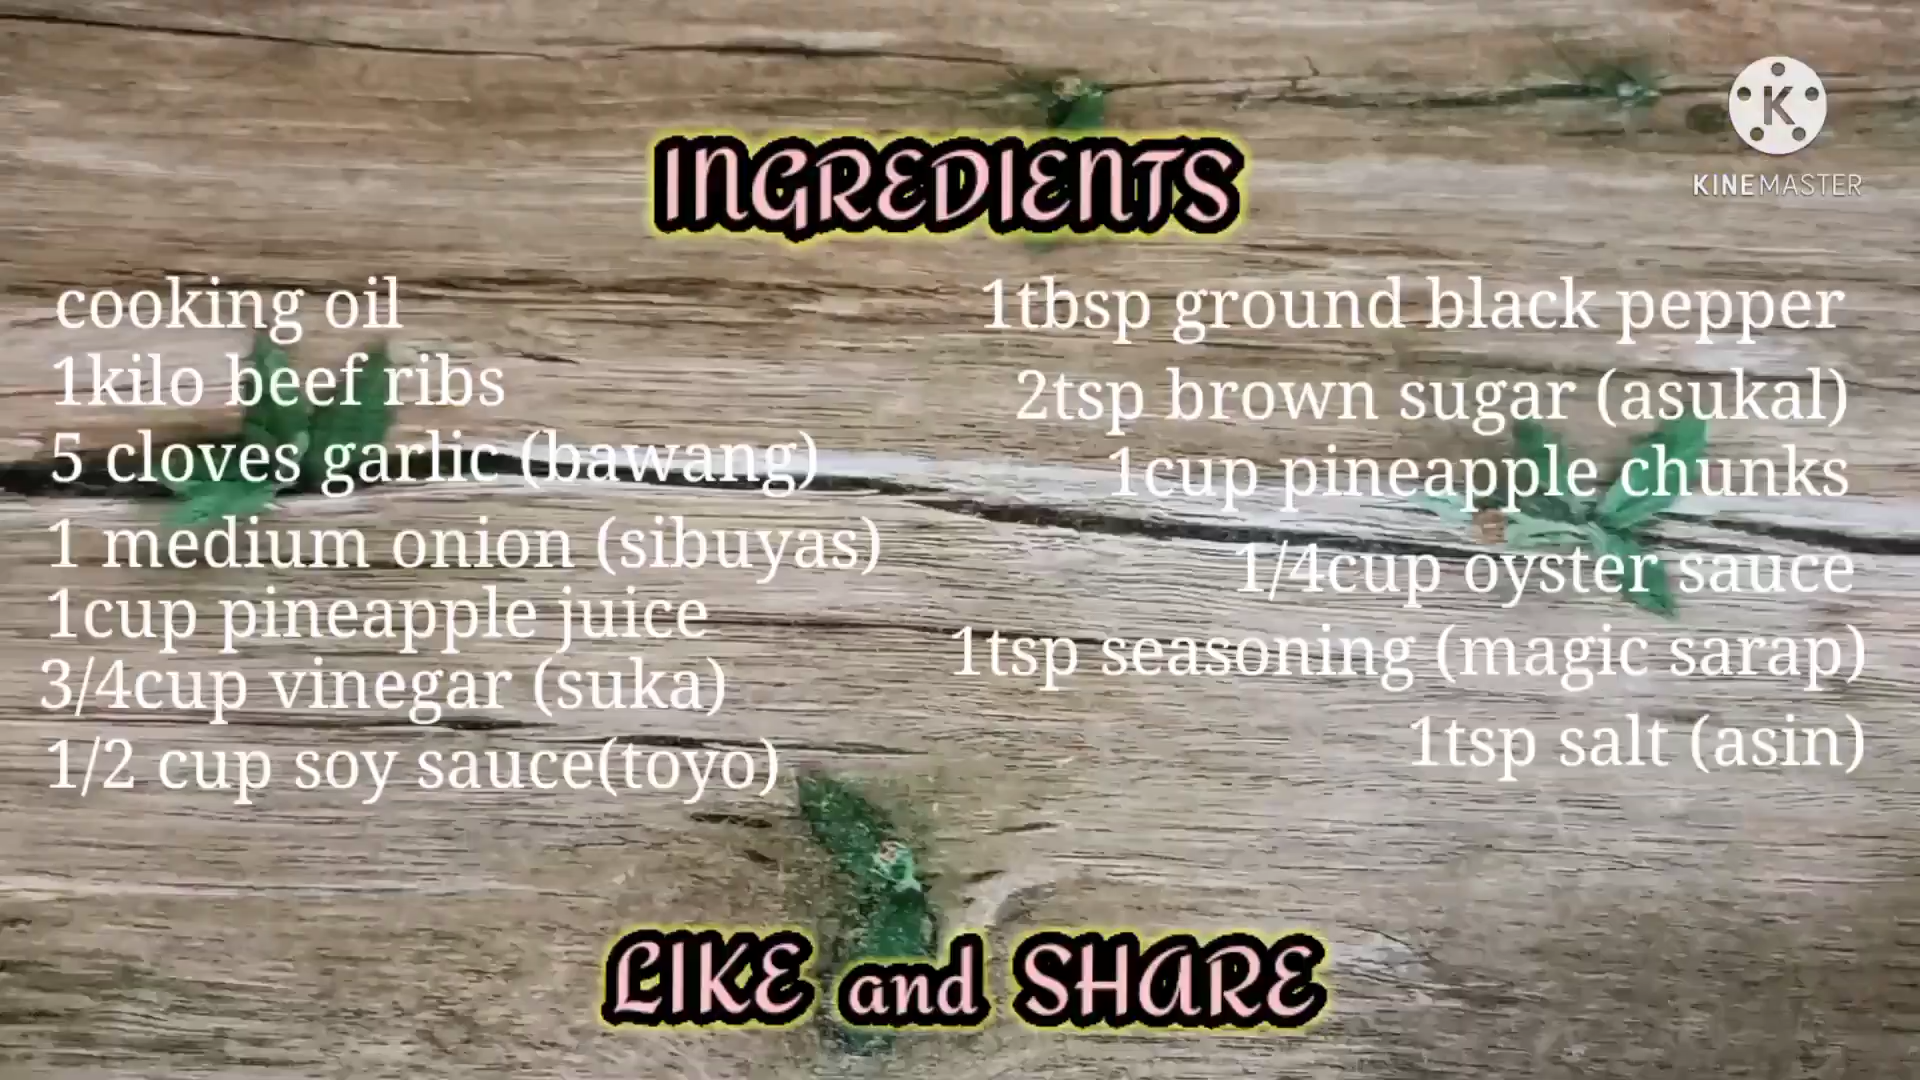 INGREDIENTS
cooking oil
1kilo beef ribs
5 cloves garlic (bawang)
1 medium onion (sibuyas)
1cup pineapple juice
3/4cup vinegar (suka)
1/2 cup soy sauce(toyo)
1tbsp ground black pepper
2tsp brown sugar (asukal)
1cup pineapple chunks
1/4cup oyster sauce
1tsp seasoning (magic sarap)
1tsp salt (asin)
LIKE and SHARE
K
KINEMASTER